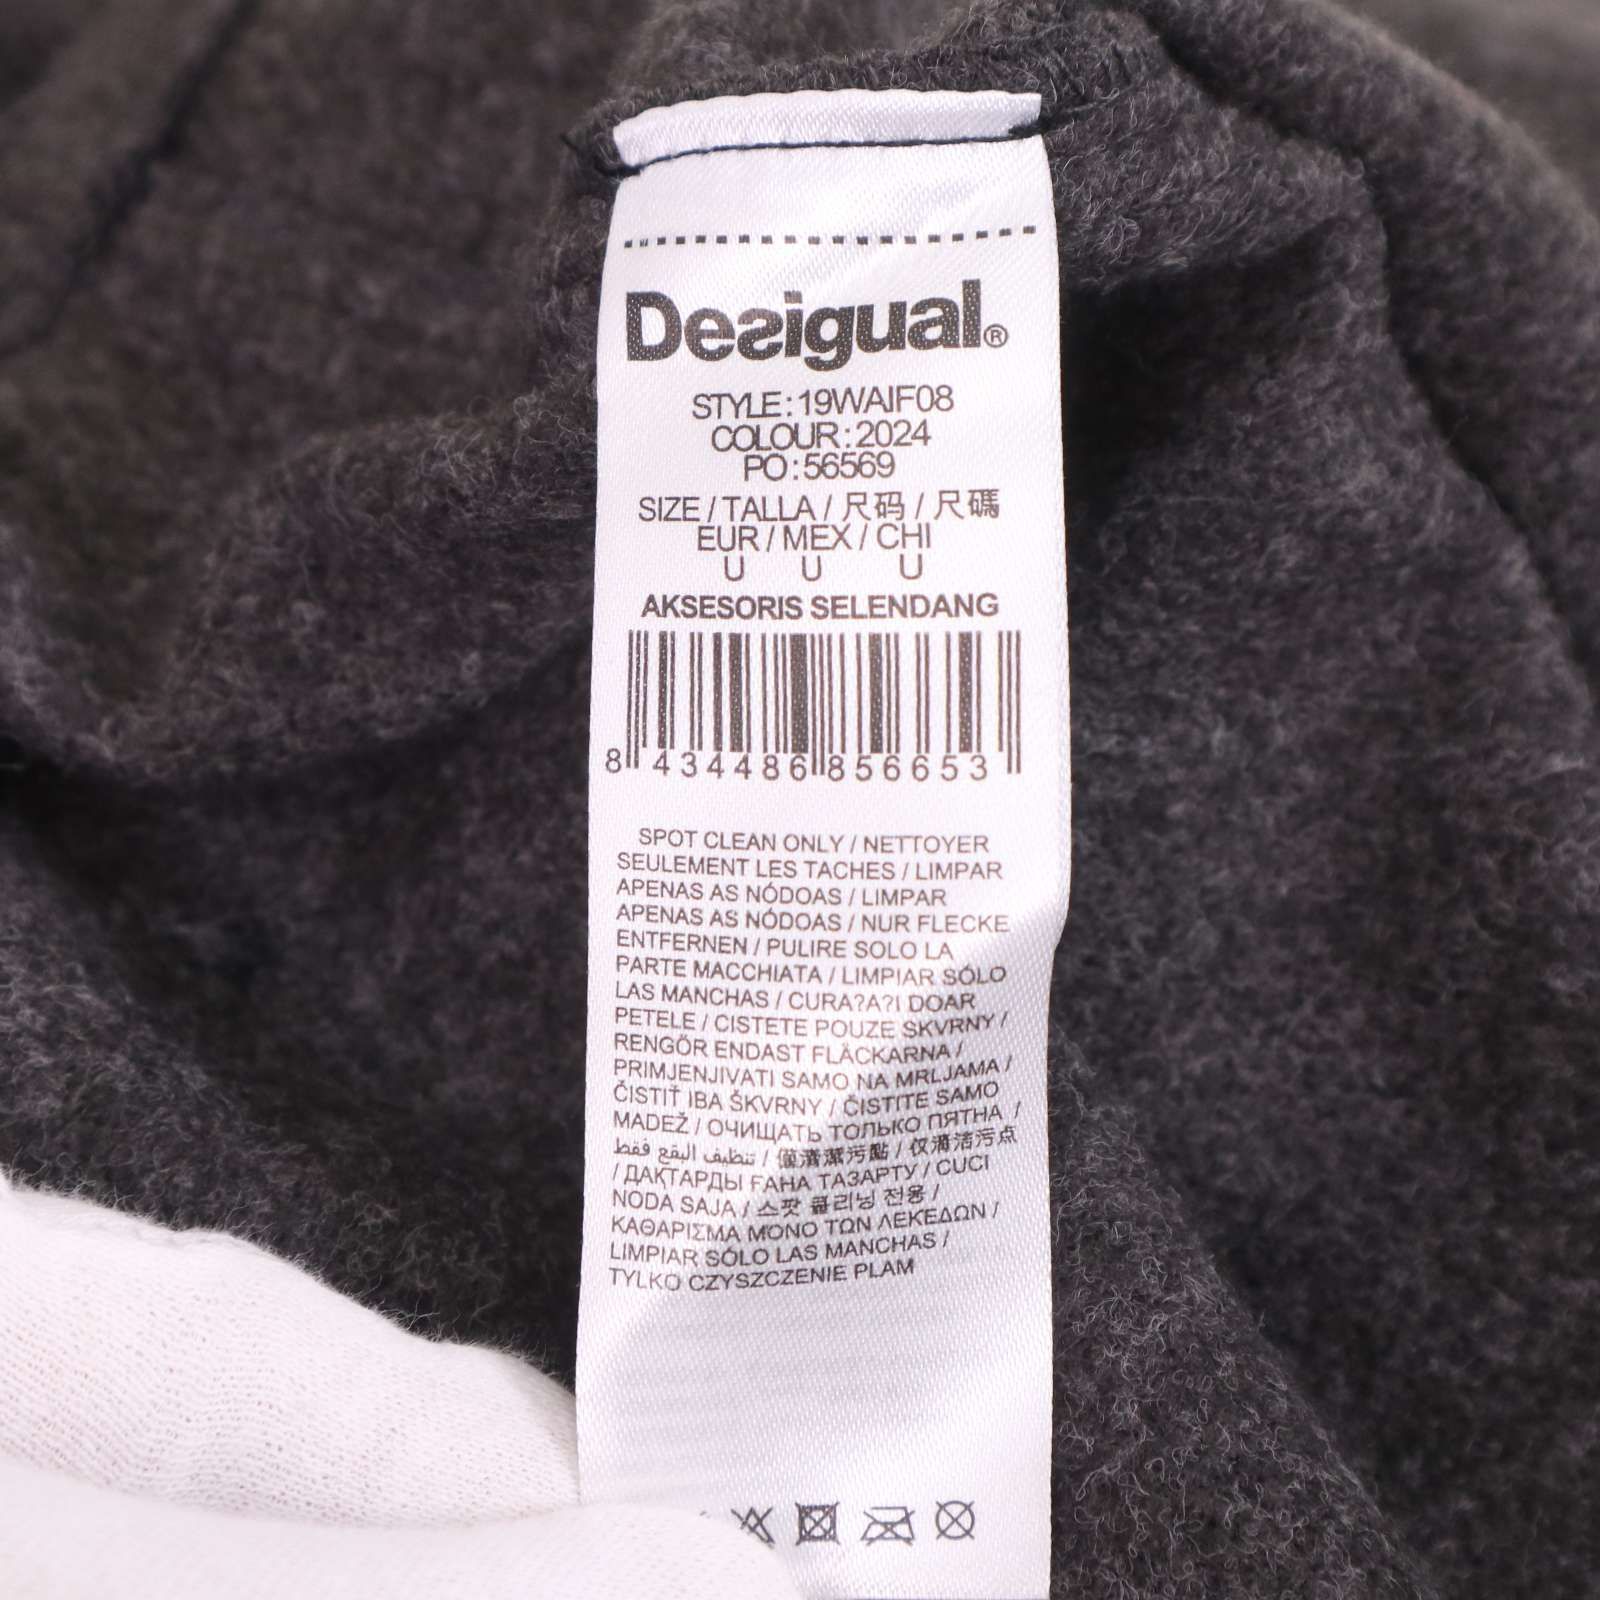 Desigual®
STYLE : 19WAIF08
COLOUR : 2024
PO : 56569
SIZE / TALLA / 尺码 / 尺碼
EUR / MEX / CHI
U U U
AKSESORIS SELENDANG
8 434486 856653
SPOT CLEAN ONLY / NETTOYER
SEULEMENT LES TACHES / LIMPAR
APENAS AS NÓDOAS / LIMPAR
APENAS AS NÓDOAS / NUR FLECKE
ENTFERNEN / PULIRE SOLO LA
PARTE MACCHIATA / LIMPIAR SÓLO
LAS MANCHAS / CURA?A?I DOAR
PETELE / CISTETE POUZE SKVRNY /
RENGÖR ENDAST FLÄCKARNA /
PRIMJENJIVATI SAMO NA MRLJAMA /
ČISTIŤ IBA ŠKVRNY / ČISTITE SAMO
MADEŽ / ОЧИЩАТЬ ТОЛЬКО ПЯТНА /
تنظيف البقع فقط / 僅清潔污點 / 仅清洁污点
/ ДАҚТАРДЫ ҒАНА ТАЗАРТУ / CUCI
NODA SAJA / 스팟 클리닝 전용 /
ΚΑΘΑΡΙΣΜΑ ΜΌΝΟ ΤΩΝ ΛΕΚΕΔΩΝ /
LIMPIAR SÓLO LAS MANCHAS /
TYLKO CZYSZCZENIE PLAM